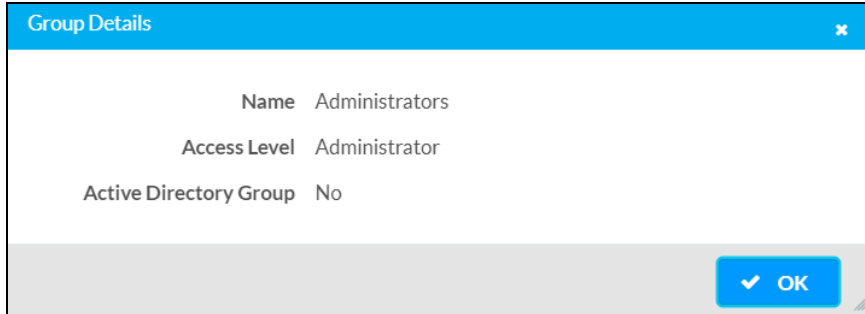 Group Details
Name Administrators
Access Level Administrator
Active Directory Group No
OK